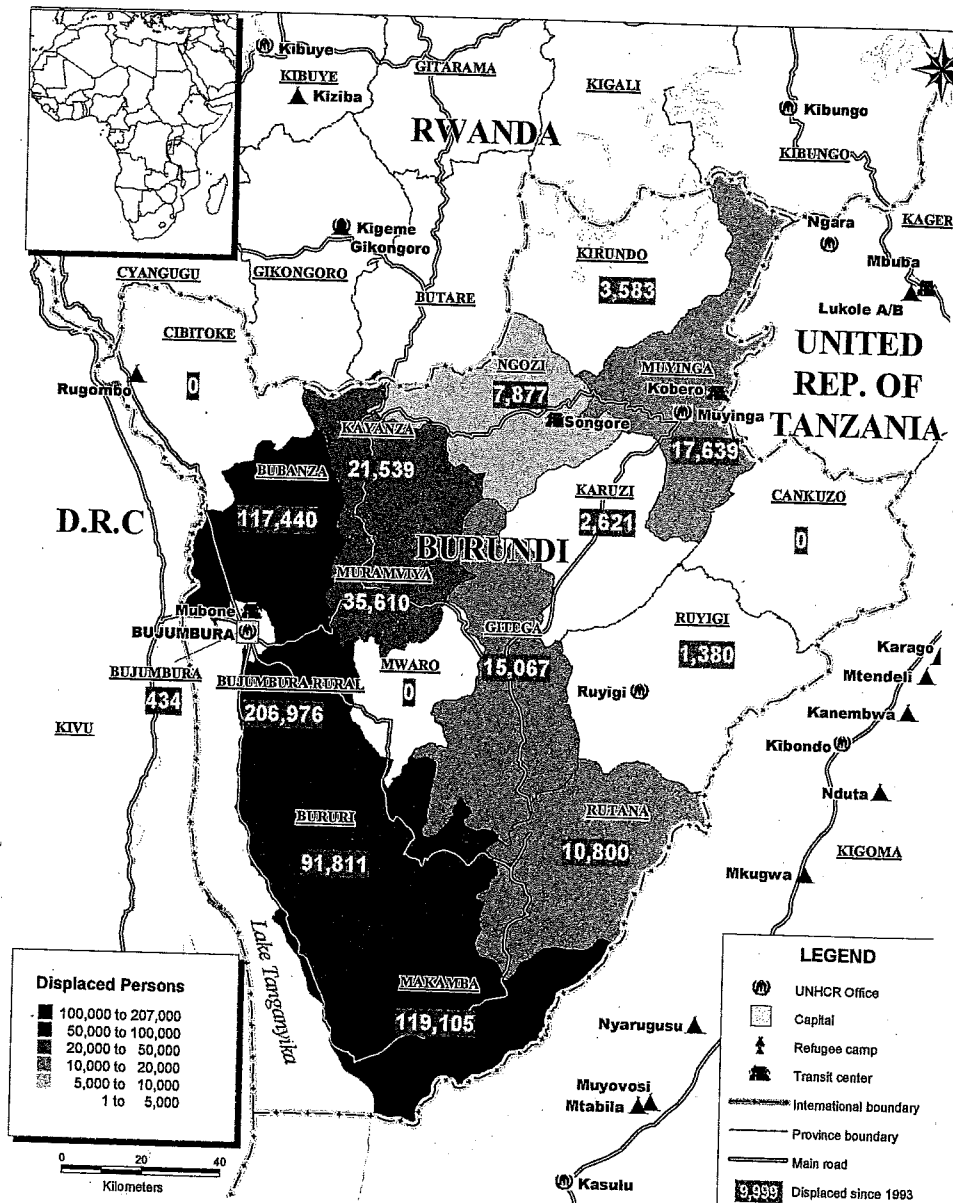 Kibuye
KIBUYE
Kiziba
GITARAMA
KIGALI
RWANDA
Kibungo
KIBUNGO
Kigeme
Gikongoro
KIRUNDO
3,583
Ngara
KAGER
Mbuba
Lukole A/B
CYANGUGU
GIKONGORO
BUTARE
CIBITOKE
0
Rugombo
NGOZI
7,877
Songore
MUYINGA
Kobero
Muyinga
17,639
UNITED
REP. OF
TANZANIA
KAYANZA
21,539
BUBANZA
117,440
D.R.C
BURUNDI
KARUZI
2,621
CANKUZO
0
MURAMVIYA
35,610
Mubone
BUJUMBURA
BUJUMBURA
434
BUJUMBURA RURAL
206,976
MWARO
0
GITEGA
15,067
RUYIGI
1,380
Ruyigi
Karago
Mtendeli
Kanembwa
Kibondo
Nduta
KIVU
BURURI
91,811
RUTANA
10,800
KIGOMA
Mkugwa
Lake Tanganyika
MAKAMBA
119,105
Nyarugusu
Muyovosi
Mtabila
Kasulu
Displaced Persons
100,000 to 207,000
50,000 to 100,000
20,000 to 50,000
10,000 to 20,000
5,000 to 10,000
1 to 5,000
0 20 40
Kilometers
LEGEND
UNHCR Office
Capital
Refugee camp
Transit center
International boundary
Province boundary
Main road
9,999 Displaced since 1993